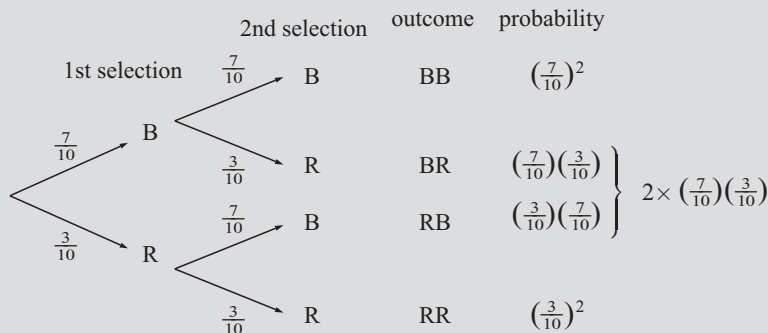 2nd selection outcome probability
1st selection
7/10 B BB (7/10)^2
7/10 B
3/10 R BR (7/10)(3/10)
2 × (7/10)(3/10)
7/10 B RB (3/10)(7/10)
3/10 R
3/10 R RR (3/10)^2